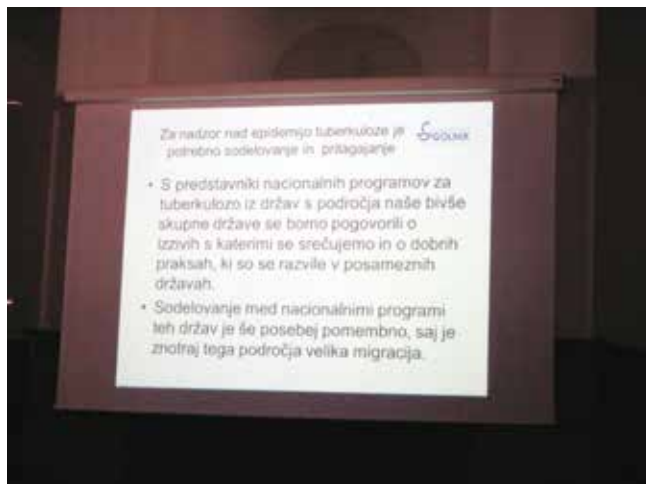 Za nadzor nad epidemijo tuberkuloze je
potrebno sodelovanje in prilagajanje
GOLNIK
• S predstavniki nacionalnih programov za
tuberkulozo iz držav s področja naše bivše
skupne države se bomo pogovorili o
izzivih s katerimi se srečujemo in o dobrih
praksah, ki so se razvile v posameznih
državah.
• Sodelovanje med nacionalnimi programi
teh držav je še posebej pomembno, saj je
znotraj tega področja velika migracija.